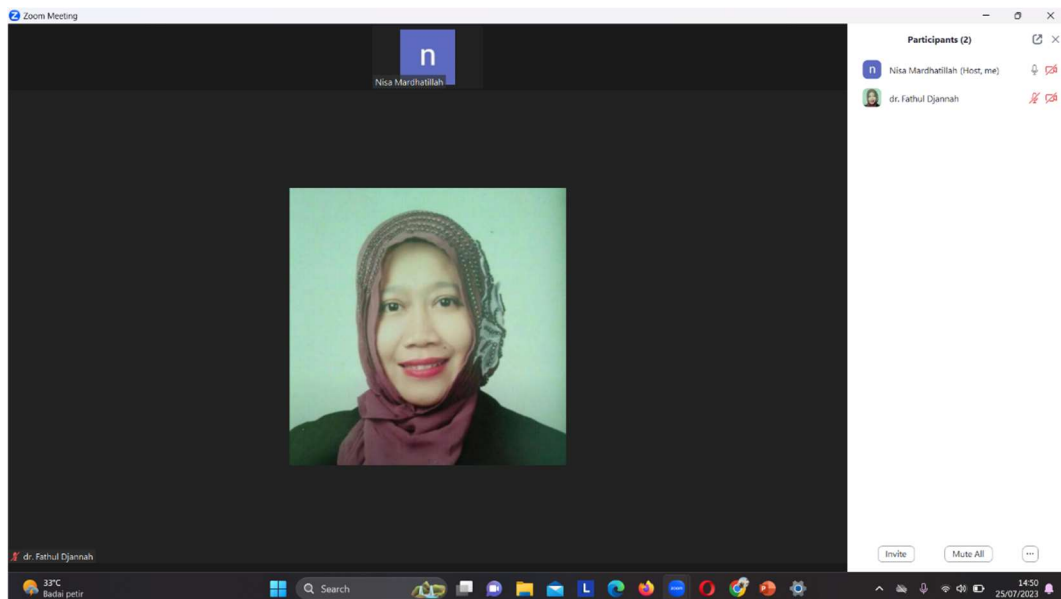 Zoom Meeting
n
Nisa Mardhatillah
Participants (2)
n Nisa Mardhatillah (Host, me)
dr. Fathul Djannah
dr. Fathul Djannah
Invite
Mute All
33°C
Badai petir
Search
L
zoom
14:50
25/07/2023